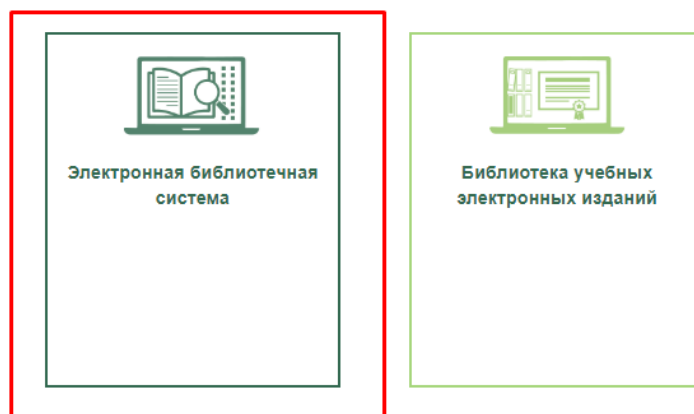 Электронная библиотечная
система
Библиотека учебных
электронных изданий